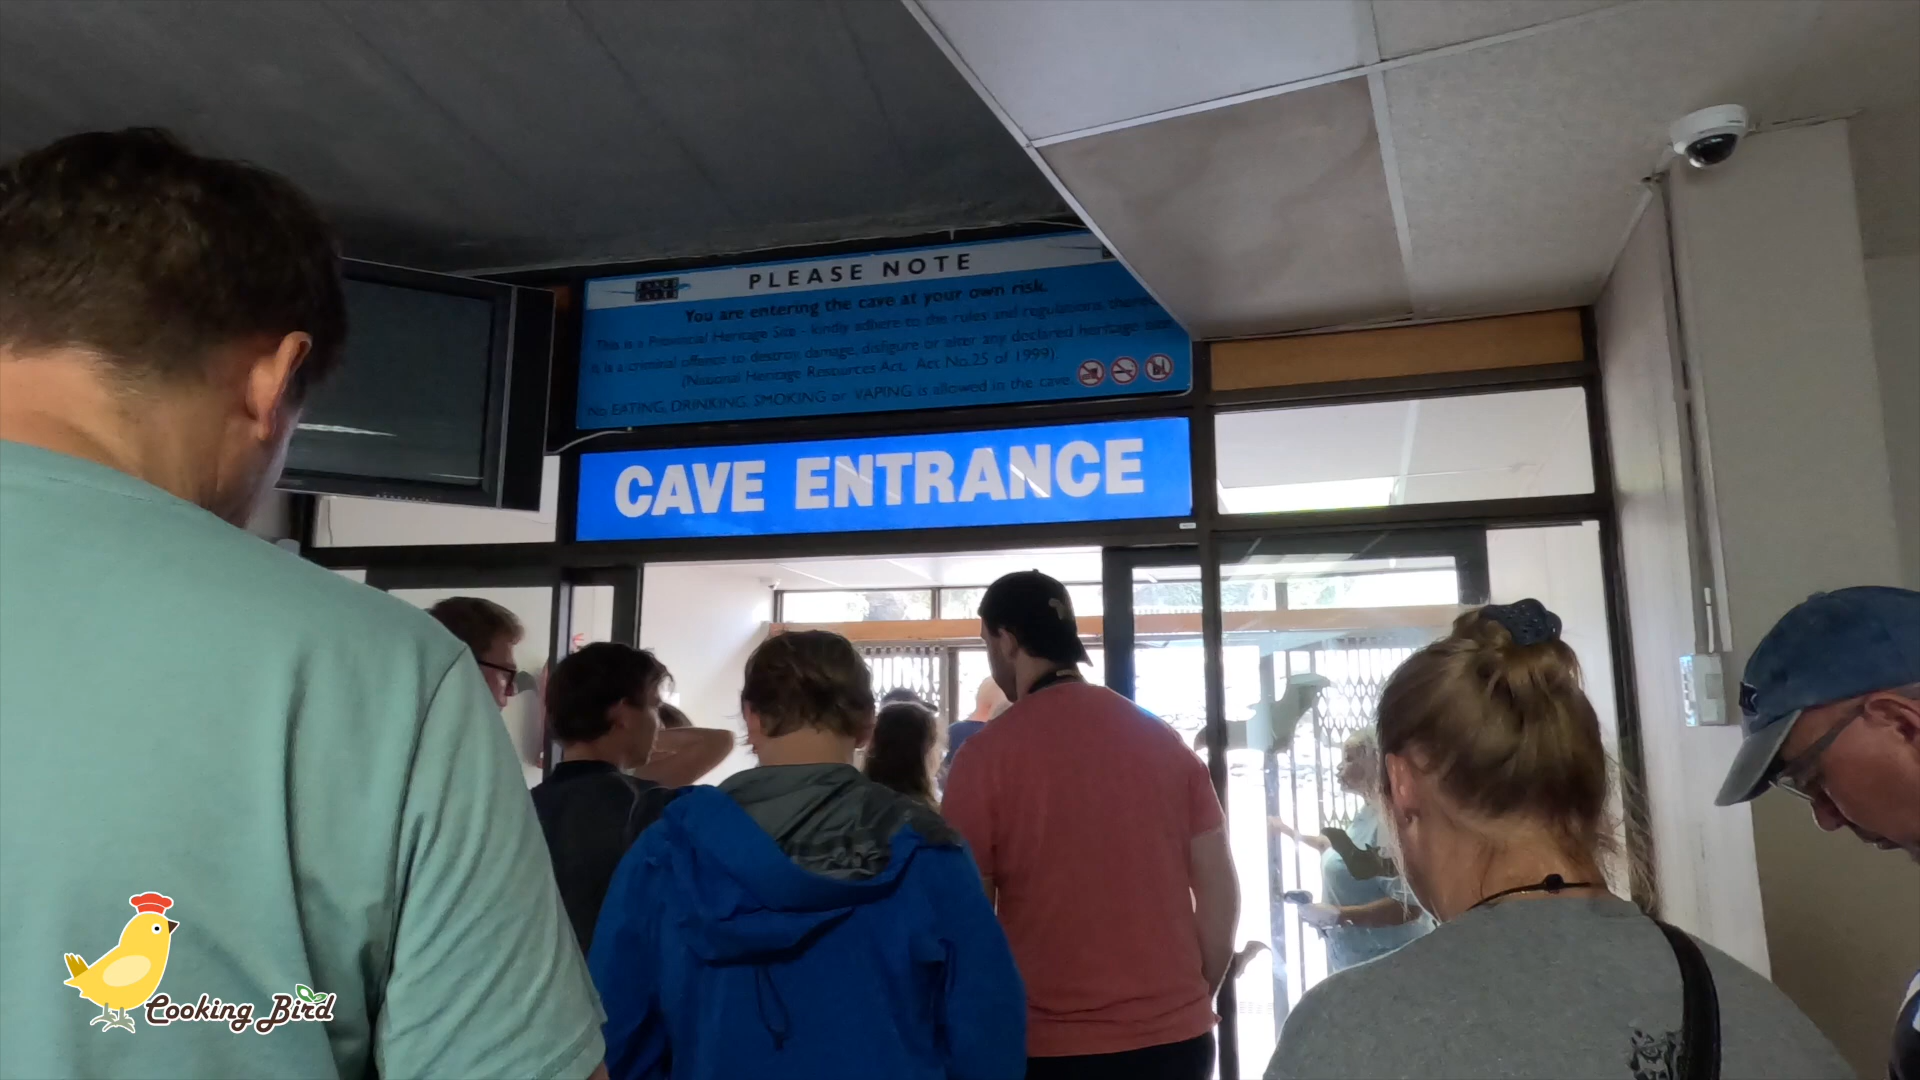 PLEASE NOTE
You are entering the cave at your own risk.
This is a Provincial Heritage Site - kindly adhere to the rules and regulations
It is a criminal offence to destroy, damage, disfigure or alter any declared heritage site
(National Heritage Resources Act, Act No.25 of 1999)
No EATING, DRINKING, SMOKING or VAPING is allowed in the cave.
CAVE ENTRANCE
Cooking Bird